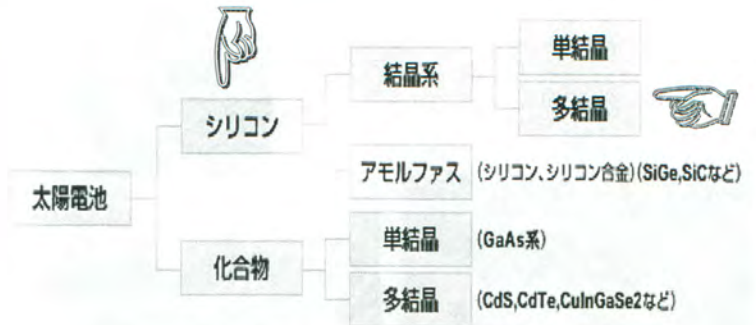 単結晶
結晶系
多結晶
シリコン
アモルファス (シリコン、シリコン合金)(SiGe,SiCなど)
太陽電池
単結晶 (GaAs系)
化合物
多結晶 (CdS,CdTe,CuInGaSe2など)